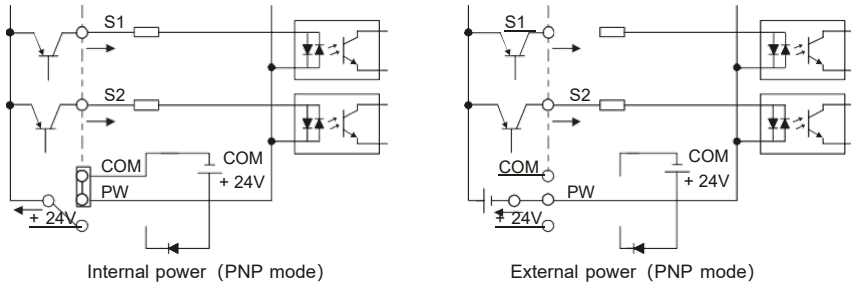 S1
S2
COM
COM
+ 24V
PW
+ 24V
Internal power (PNP mode)
S1
S2
COM
COM
+ 24V
PW
+ 24V
External power (PNP mode)